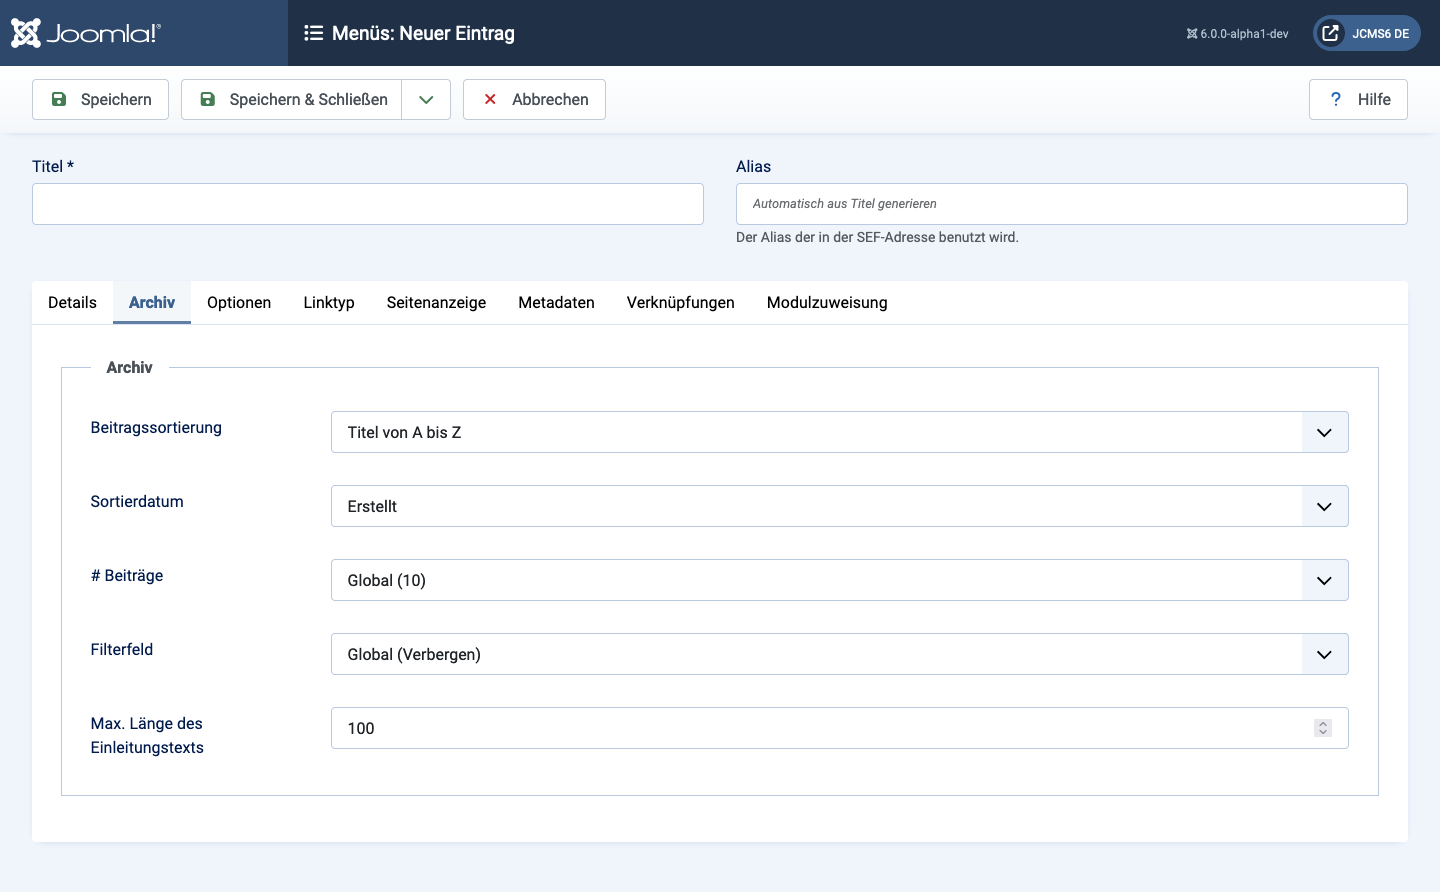 Joomla!®
Menüs: Neuer Eintrag
6.0.0-alpha1-dev
JCMS6 DE
Speichern
Speichern & Schließen
Abbrechen
? Hilfe
Titel *
Alias
Automatisch aus Titel generieren
Der Alias der in der SEF-Adresse benutzt wird.
Details Archiv Optionen Linktyp Seitenanzeige Metadaten Verknüpfungen Modulzuweisung
Archiv
Beitragssortierung
Titel von A bis Z
Sortierdatum
Erstellt
# Beiträge
Global (10)
Filterfeld
Global (Verbergen)
Max. Länge des
Einleitungstexts
100